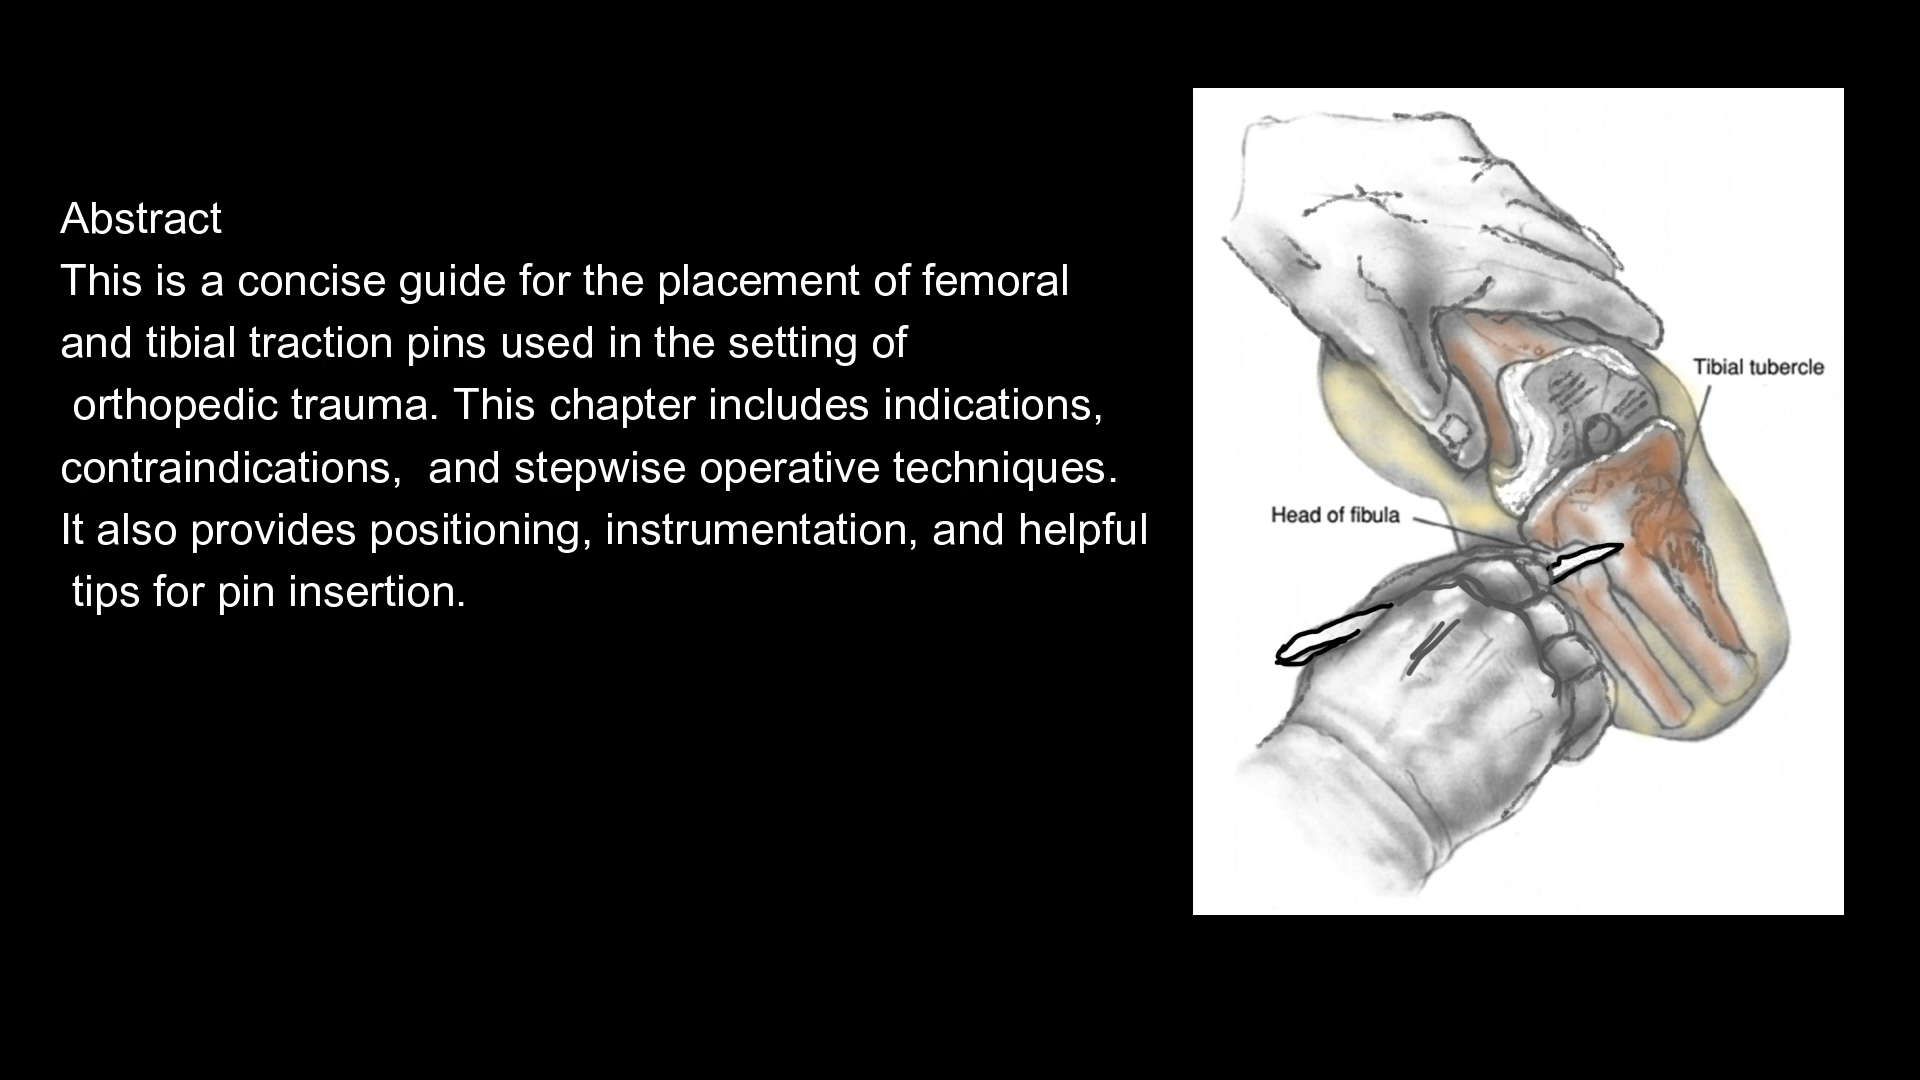 Abstract
This is a concise guide for the placement of femoral
and tibial traction pins used in the setting of
orthopedic trauma. This chapter includes indications,
contraindications,  and stepwise operative techniques.
It also provides positioning, instrumentation, and helpful
tips for pin insertion.
Tibial tubercle
Head of fibula